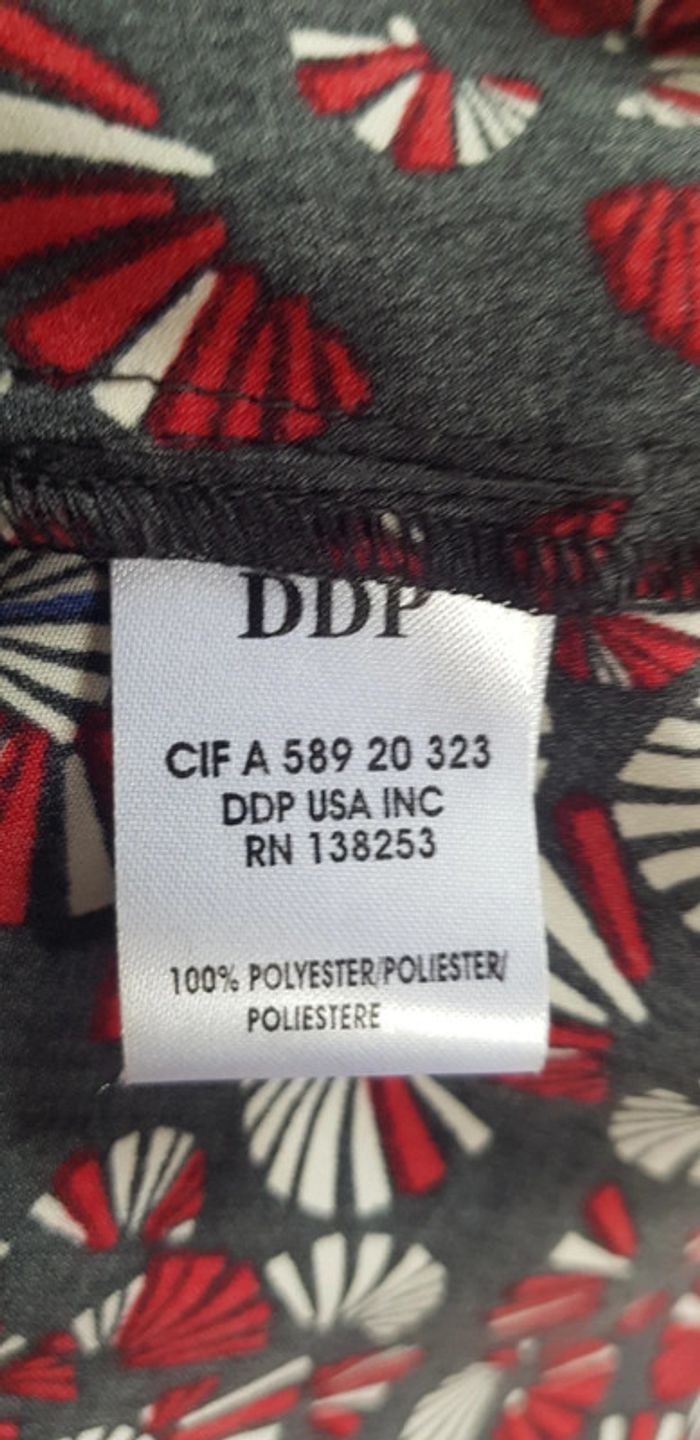 DDP
CIF A 589 20 323
DDP USA INC
RN 138253
100% POLYESTER/POLIESTER/
POLIESTERE